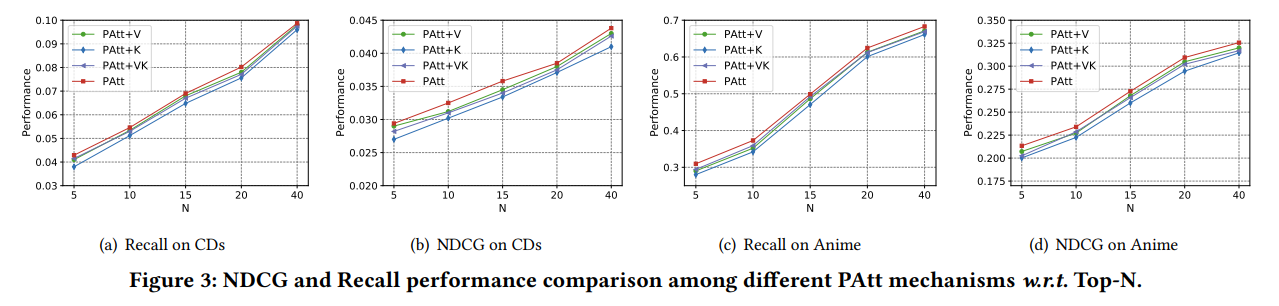 Performance
0.10
0.09
0.08
0.07
0.06
0.05
0.04
0.03
PAtt+V
PAtt+K
PAtt+VK
PAtt
5 10 15 20 40
N
(a) Recall on CDs
Performance
0.045
0.040
0.035
0.030
0.025
0.020
PAtt+V
PAtt+K
PAtt+VK
PAtt
5 10 15 20 40
N
(b) NDCG on CDs
Performance
0.7
0.6
0.5
0.4
0.3
PAtt+V
PAtt+K
PAtt+VK
PAtt
5 10 15 20 40
N
(c) Recall on Anime
Performance
0.350
0.325
0.300
0.275
0.250
0.225
0.200
0.175
PAtt+V
PAtt+K
PAtt+VK
PAtt
5 10 15 20 40
N
(d) NDCG on Anime
Figure 3: NDCG and Recall performance comparison among different PAtt mechanisms w.r.t. Top-N.